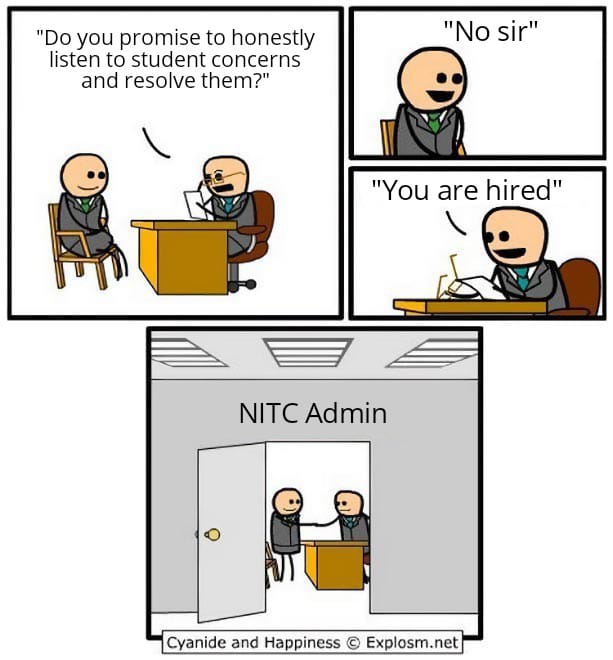 "Do you promise to honestly
listen to student concerns
and resolve them?"
"No sir"
"You are hired"
NITC Admin
Cyanide and Happiness © Explosm.net